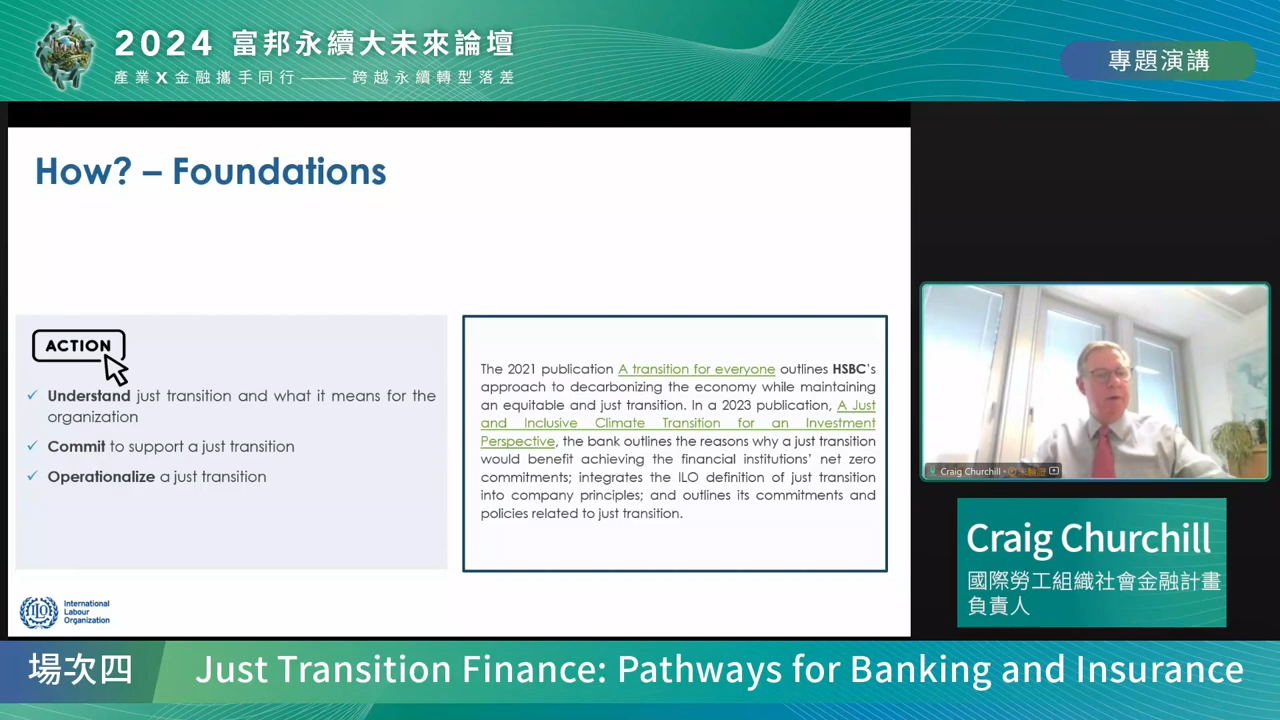 2024 富邦永續大未來論壇
產業X金融攜手同行——跨越永續轉型落差
專題演講
How? – Foundations
ACTION
Understand just transition and what it means for the
organization
Commit to support a just transition
Operationalize a just transition
The 2021 publication A transition for everyone outlines HSBC's
approach to decarbonizing the economy while maintaining
an equitable and just transition. In a 2023 publication, A Just
and Inclusive Climate Transition for an Investment
Perspective, the bank outlines the reasons why a just transition
would benefit achieving the financial institutions' net zero
commitments; integrates the ILO definition of just transition
into company principles; and outlines its commitments and
policies related to just transition.
International
Labour
Organization
Craig Churchill
Craig Churchill
國際勞工組織社會金融計畫
負責人
場次四
Just Transition Finance: Pathways for Banking and Insurance